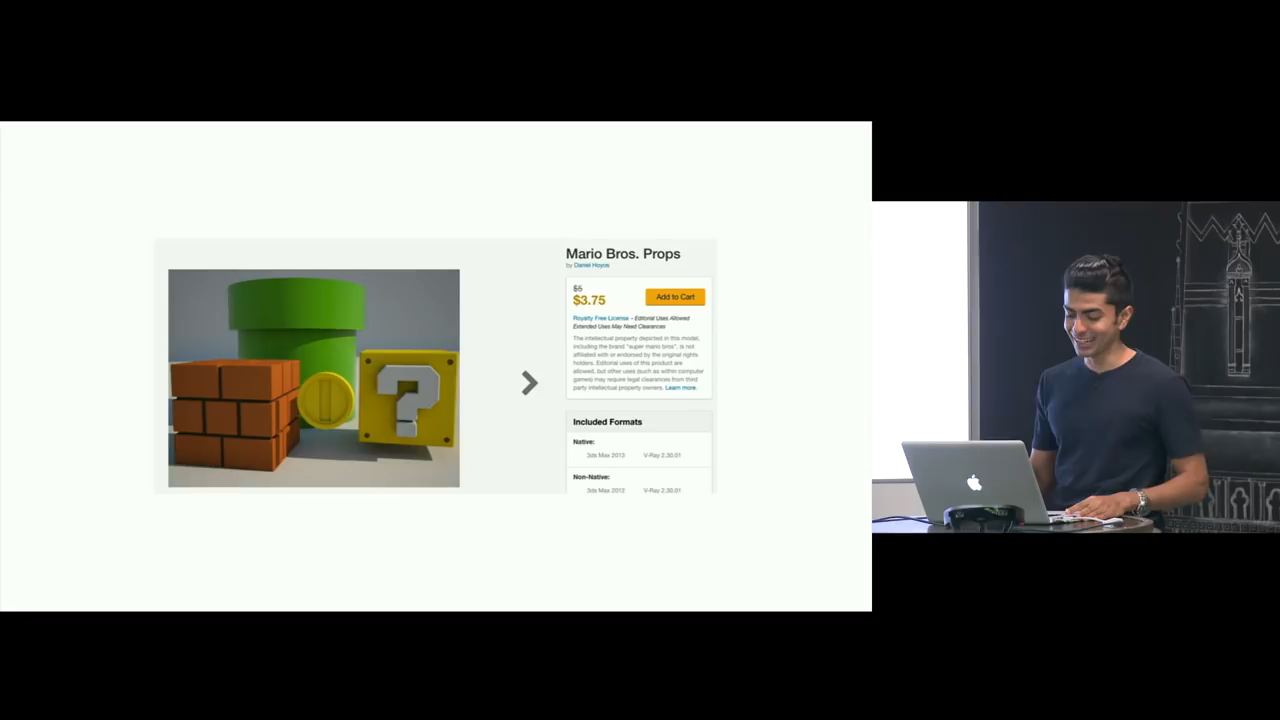 Mario Bros. Props
by Daniel Hoyos
$5
$3.75
Add to Cart
Royalty Free License - Editorial Uses Allowed
Extended Uses May Need Clearances
The intellectual property depicted in this model,
including the brand "super mario bros", is not
affiliated with or endorsed by the original rights
holders. Editorial uses of this product are
allowed, but other uses (such as within computer
games) may require legal clearances from third
party intellectual property owners. Learn more.
Included Formats
Native:
3ds Max 2013 V-Ray 2.30.01
Non-Native:
3ds Max 2012 V-Ray 2.30.01
?